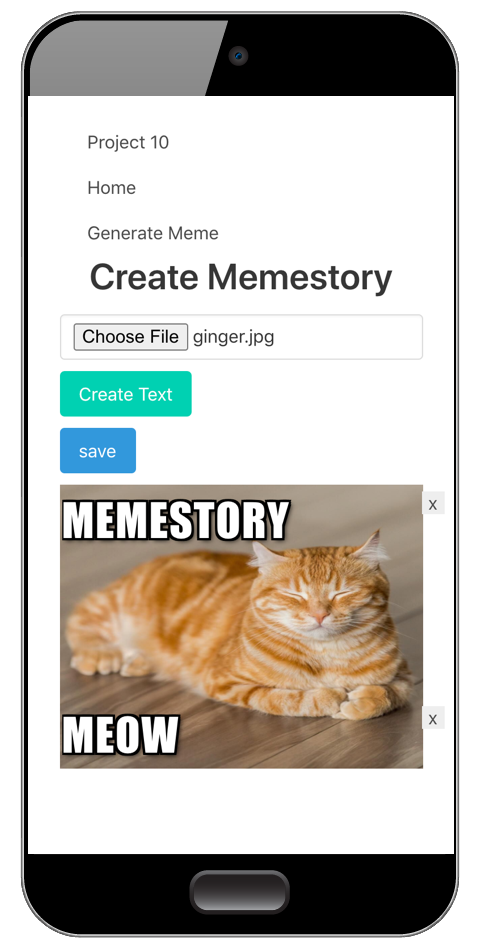 Project 10
Home
Generate Meme
Create Memestory
Choose File ginger.jpg
Create Text
save
x
MEMESTORY
x
MEOW